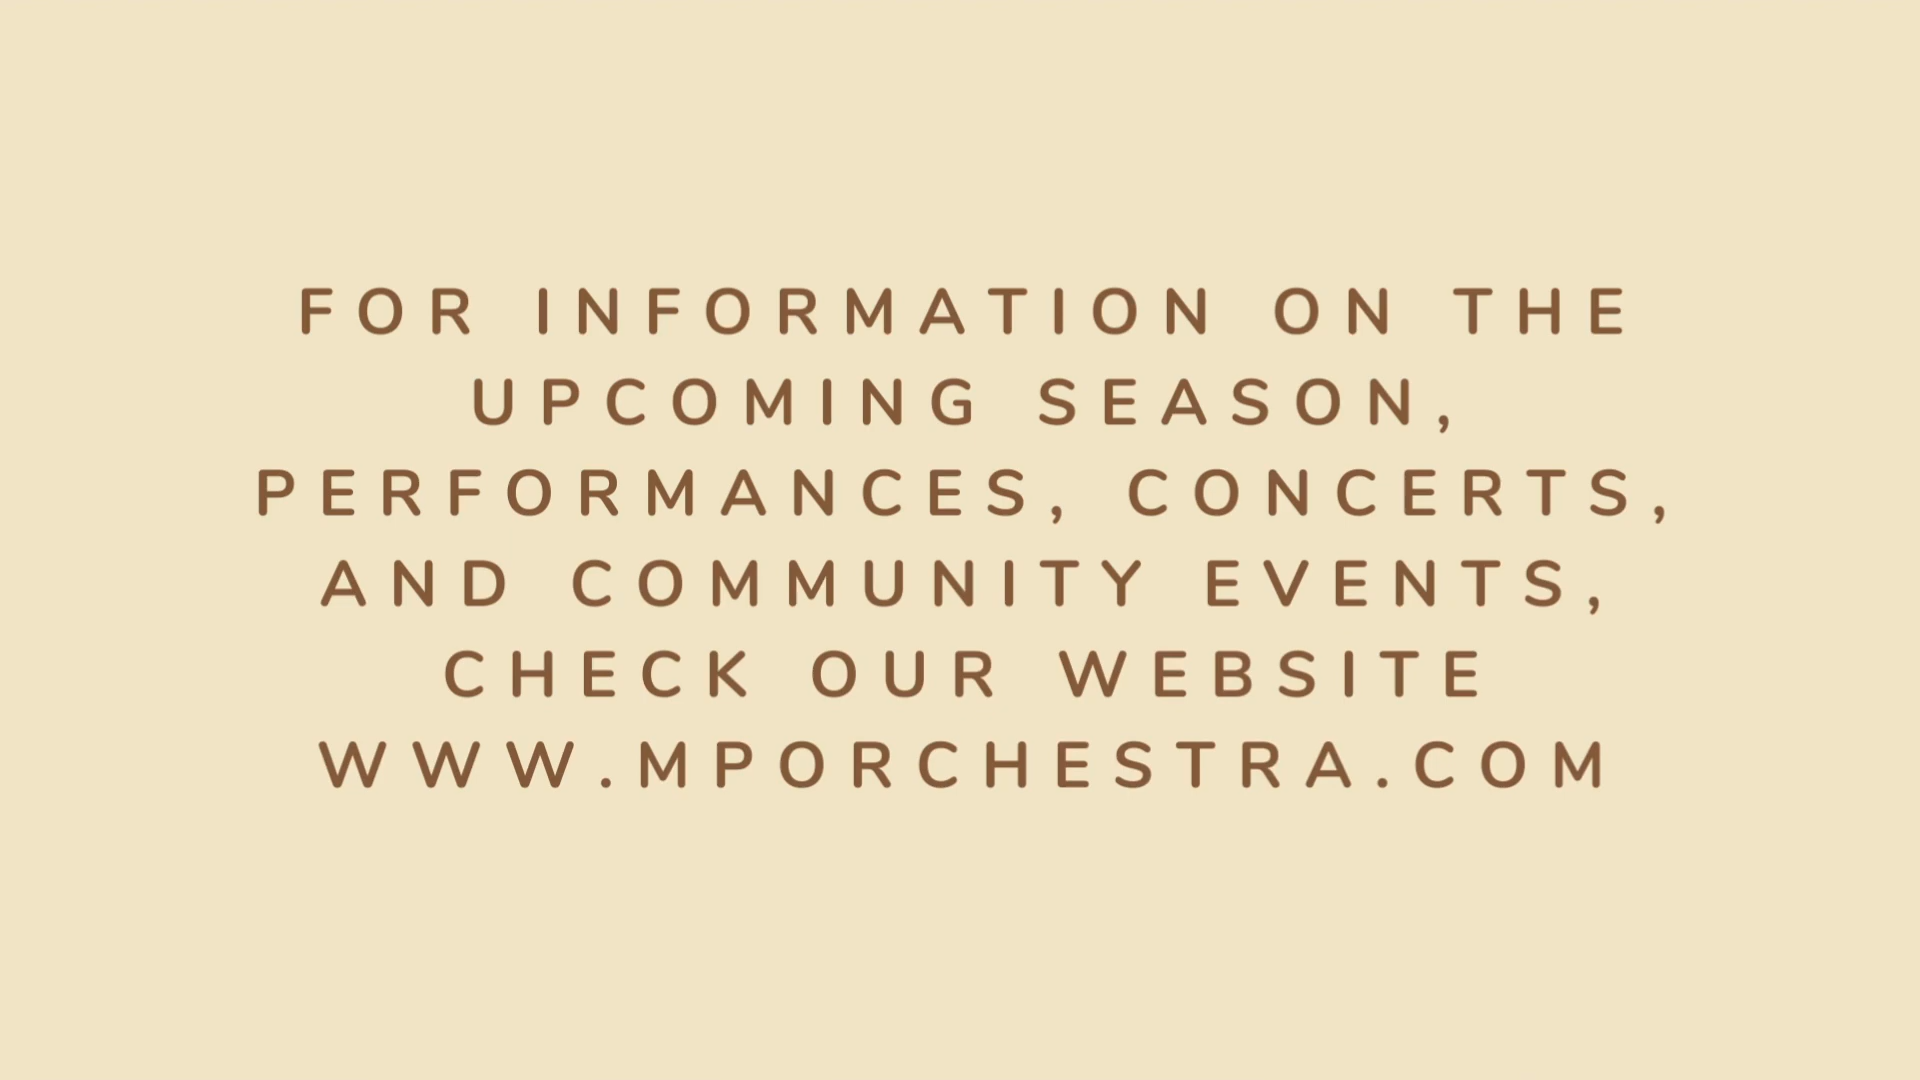 FOR INFORMATION ON THE
UPCOMING SEASON,
PERFORMANCES, CONCERTS,
AND COMMUNITY EVENTS,
CHECK OUR WEBSITE
WWW.MPORCHESTRA.COM